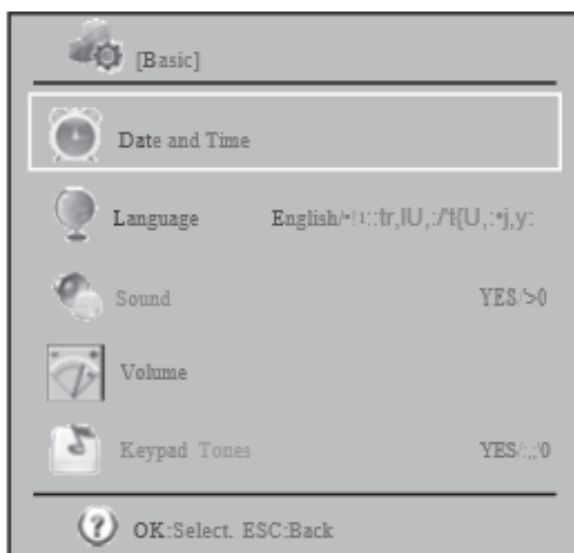 [Basic]
Date and Time
Language English/
Sound YES/
Volume
Keypad Tones YES/
OK:Select. ESC:Back